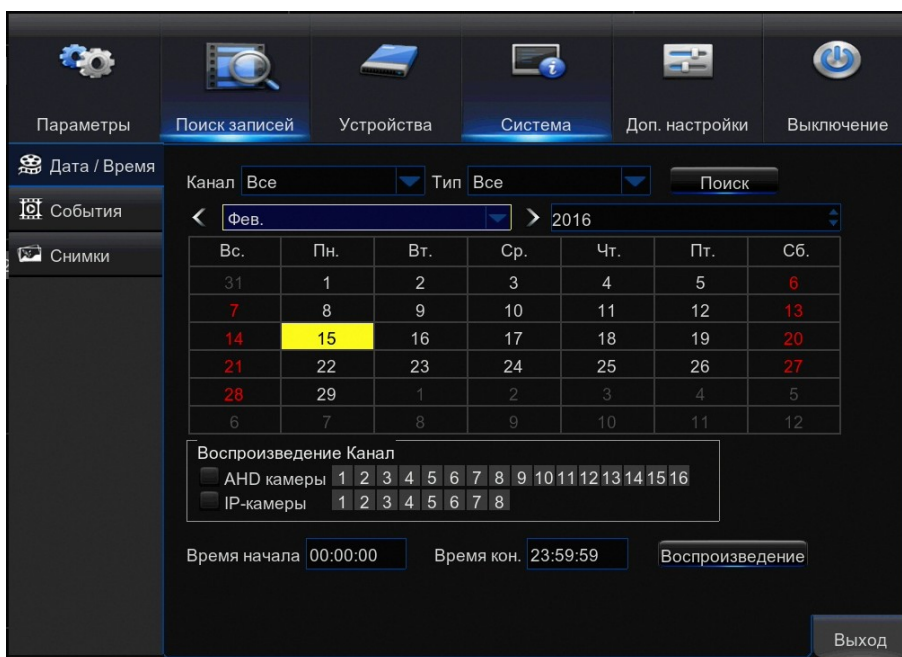 Параметры Поиск записей Устройства Система Доп. настройки Выключение
Дата / Время
События
Снимки
Канал Все Тип Все Поиск
Фев. 2016
Вс. Пн. Вт. Ср. Чт. Пт. Сб.
31 1 2 3 4 5 6
7 8 9 10 11 12 13
14 15 16 17 18 19 20
21 22 23 24 25 26 27
28 29 1 2 3 4 5
6 7 8 9 10 11 12
Воспроизведение Канал
AHD камеры 1 2 3 4 5 6 7 8 9 10 11 12 13 14 15 16
IP-камеры 1 2 3 4 5 6 7 8
Время начала 00:00:00 Время кон. 23:59:59 Воспроизведение
Выход